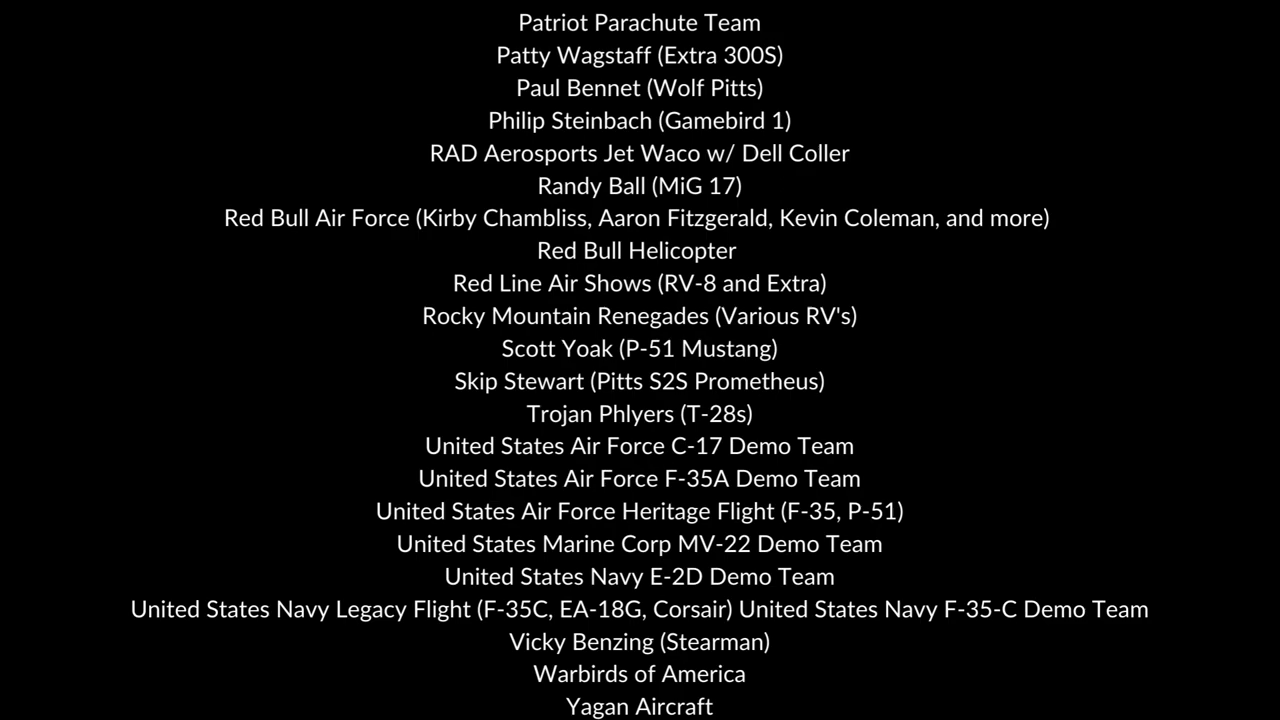 Patriot Parachute Team
Patty Wagstaff (Extra 300S)
Paul Bennet (Wolf Pitts)
Philip Steinbach (Gamebird 1)
RAD Aerosports Jet Waco w/ Dell Coller
Randy Ball (MiG 17)
Red Bull Air Force (Kirby Chambliss, Aaron Fitzgerald, Kevin Coleman, and more)
Red Bull Helicopter
Red Line Air Shows (RV-8 and Extra)
Rocky Mountain Renegades (Various RV's)
Scott Yoak (P-51 Mustang)
Skip Stewart (Pitts S2S Prometheus)
Trojan Phlyers (T-28s)
United States Air Force C-17 Demo Team
United States Air Force F-35A Demo Team
United States Air Force Heritage Flight (F-35, P-51)
United States Marine Corp MV-22 Demo Team
United States Navy E-2D Demo Team
United States Navy Legacy Flight (F-35C, EA-18G, Corsair) United States Navy F-35-C Demo Team
Vicky Benzing (Stearman)
Warbirds of America
Yagan Aircraft